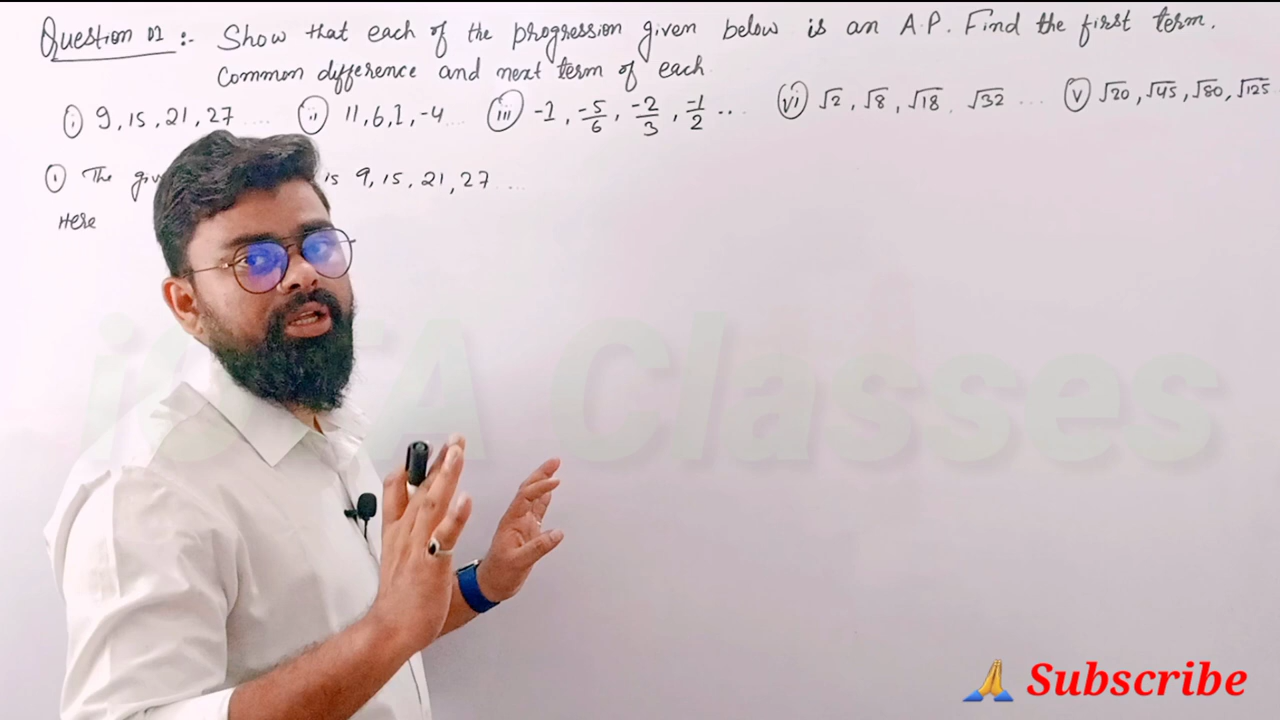 Question 01 :- Show that each of the progression given below is an A.P. Find the first term.
Common difference and next term of each
(i) 9, 15, 21, 27 .... (ii) 11, 6, 1, -4 ... (iii) -1, -5/6, -2/3, -1/2 ... (vi) √2, √8, √18, √32 ... (v) √20, √45, √80, √125 ..
(i) The is 9, 15, 21, 27 ....
Here
Classes
🙏 Subscribe